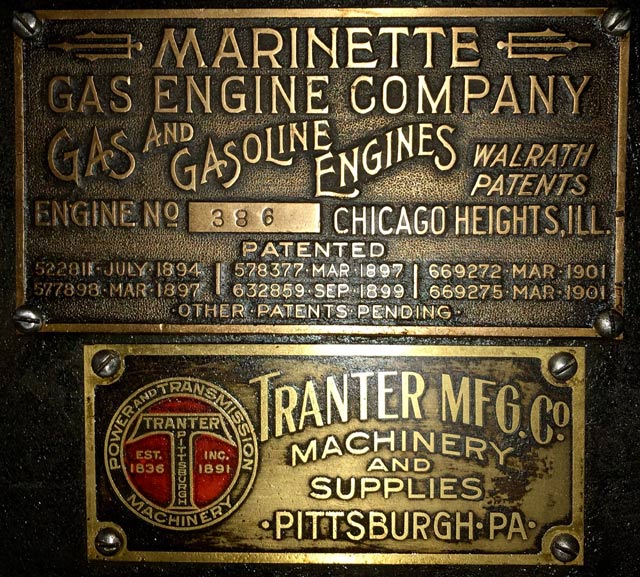 MARINETTE
GAS ENGINE COMPANY
GAS AND GASOLINE ENGINES
WALRATH PATENTS
ENGINE NO 386 CHICAGO HEIGHTS, ILL.
PATENTED
522811 · JULY · 1894 | 578377 · MAR · 1897 | 669272 · MAR · 1901
577898 · MAR · 1897 | 632859 · SEP · 1899 | 669275 · MAR · 1901
· OTHER · PATENTS PENDING ·
POWER AND TRANSMISSION
MACHINERY
TRANTER
PITTSBURGH
EST. 1836
INC. 1891
TRANTER MFG. CO
MACHINERY
AND
SUPPLIES
· PITTSBURGH · PA ·